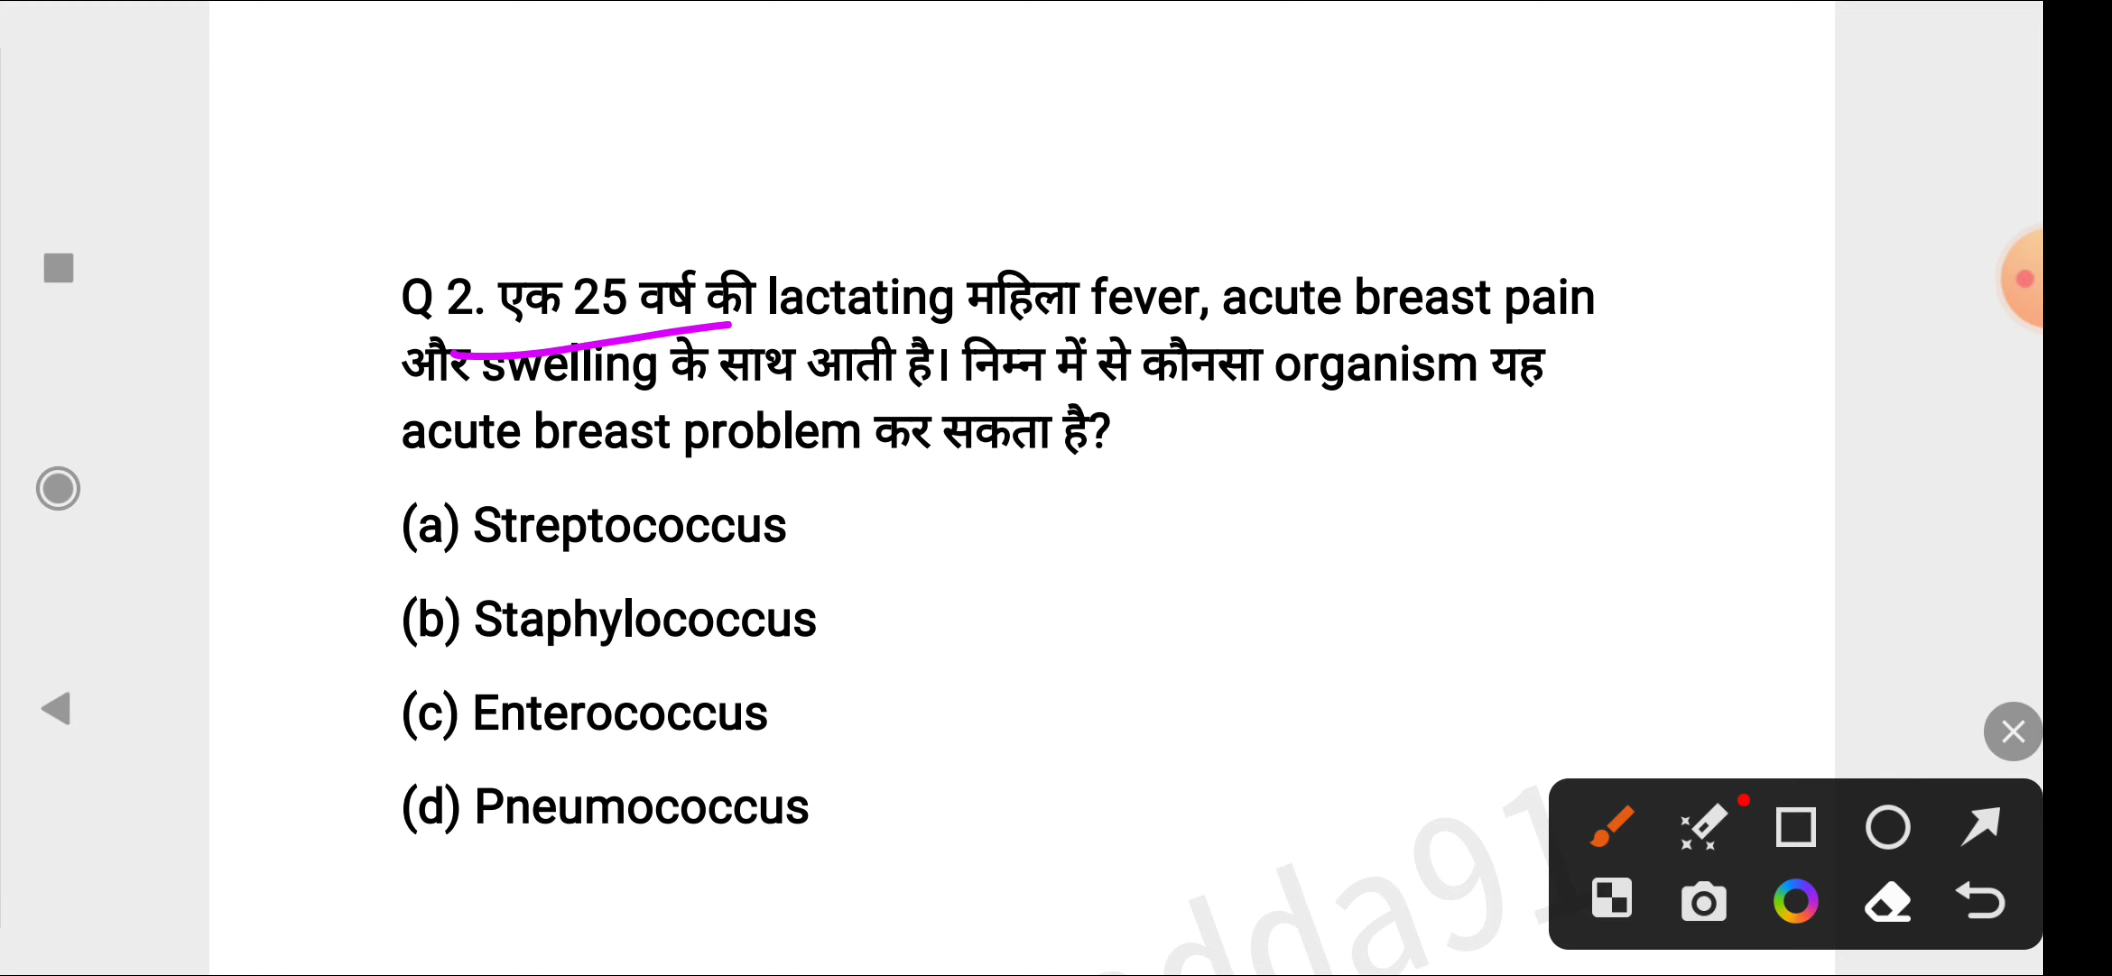 Q 2. एक 25 वर्ष की lactating महिला fever, acute breast pain
और swelling के साथ आती है। निम्न में से कौनसा organism यह
acute breast problem कर सकता है?
(a) Streptococcus
(b) Staphylococcus
(c) Enterococcus
(d) Pneumococcus